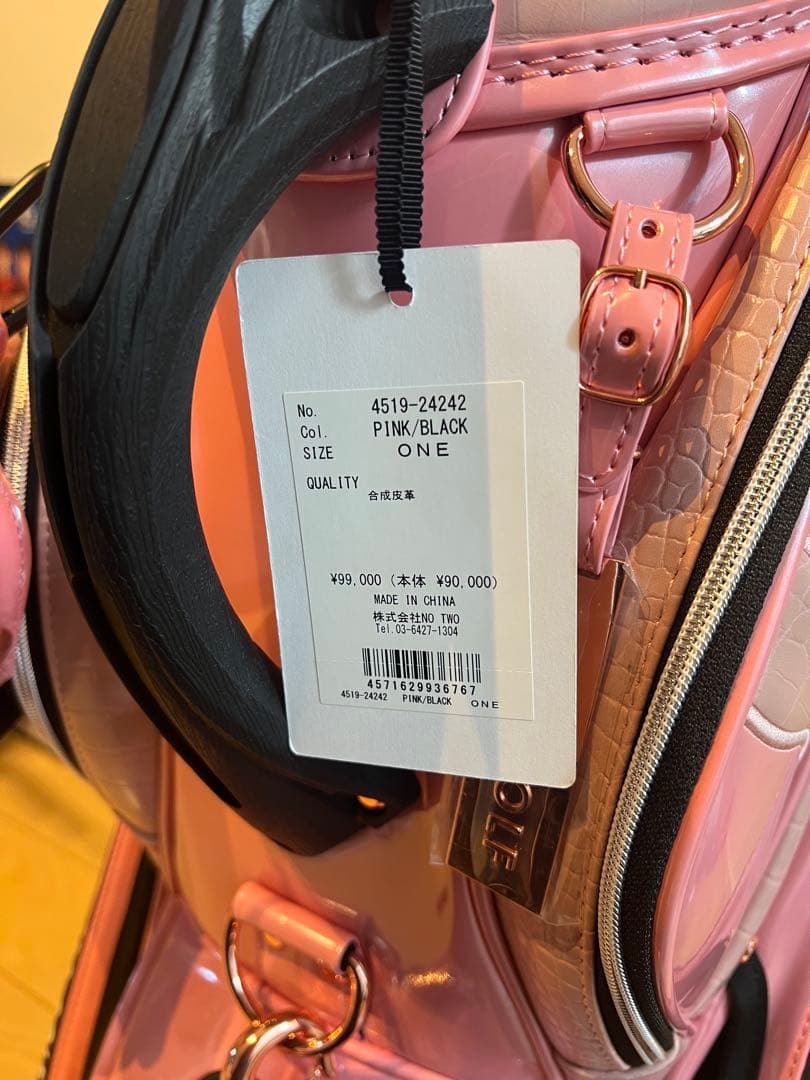 No. 4519-24242
Col. PINK/BLACK
SIZE ONE
QUALITY 合成皮革
¥99,000 (本体 ¥90,000)
MADE IN CHINA
株式会社NO TWO
Tel.03-6427-1304
4571629936767
4519-24242 PINK/BLACK ONE
OLE